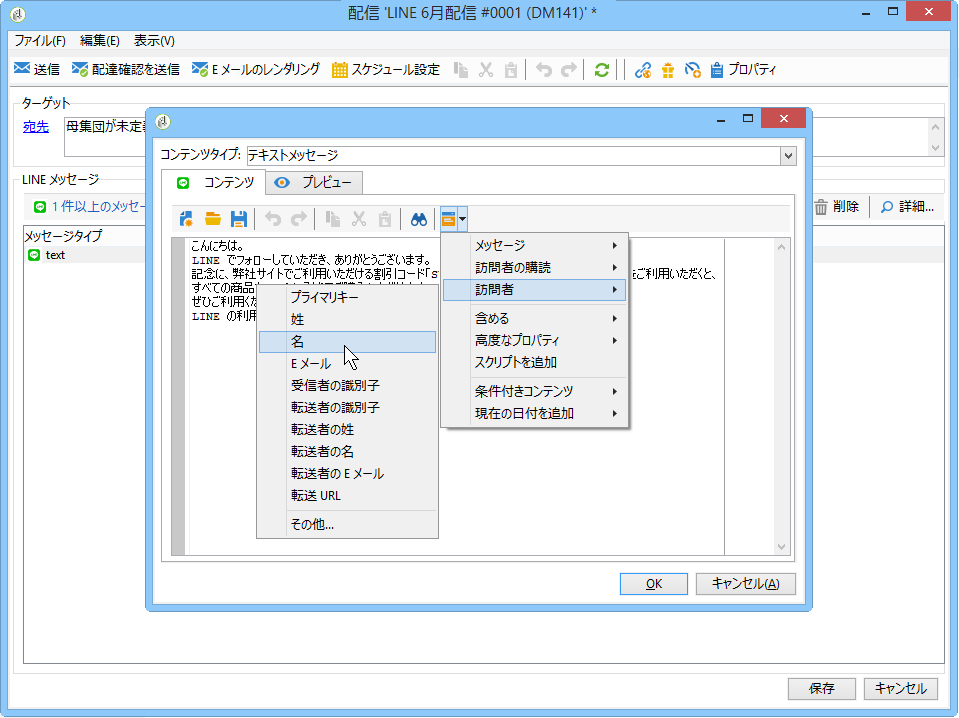 配信 'LINE 6月配信 #0001 (DM141)' *
ファイル(F) 編集(E) 表示(V)
送信 配達確認を送信 Eメールのレンダリング スケジュール設定 プロパティ
ターゲット
宛先 母集団が未定
LINE メッセージ
1 件以上のメッセー 削除 詳細...
メッセージタイプ
text
コンテンツタイプ: テキストメッセージ
コンテンツ プレビュー
こんにちは。
LINE でフォローしていただき、ありがとうございます。
記念に、弊社サイトでご利用いただける割引コード「S をご利用いただくと、
すべての商品
ぜひご利用く
LINE の利用
メッセージ
訪問者の購読
訪問者
含める
高度なプロパティ
スクリプトを追加
条件付きコンテンツ
現在の日付を追加
プライマリキー
姓
名
Eメール
受信者の識別子
転送者の識別子
転送者の姓
転送者の名
転送者の Eメール
転送 URL
その他...
OK キャンセル(A)
保存 キャンセル